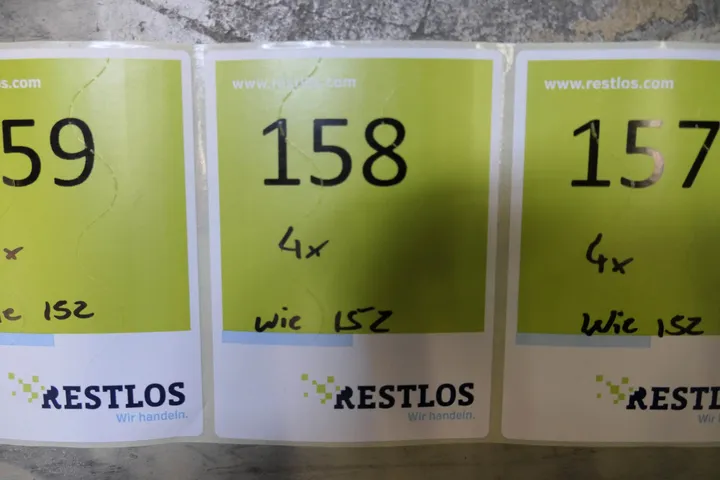 s.com
59
x
ie 152
RESTLOS
Wir handeln.
www.restlos.com
158
4x
wie 152
RESTLOS
Wir handeln.
www.restlos.com
157
4x
Wie 152
RESTL